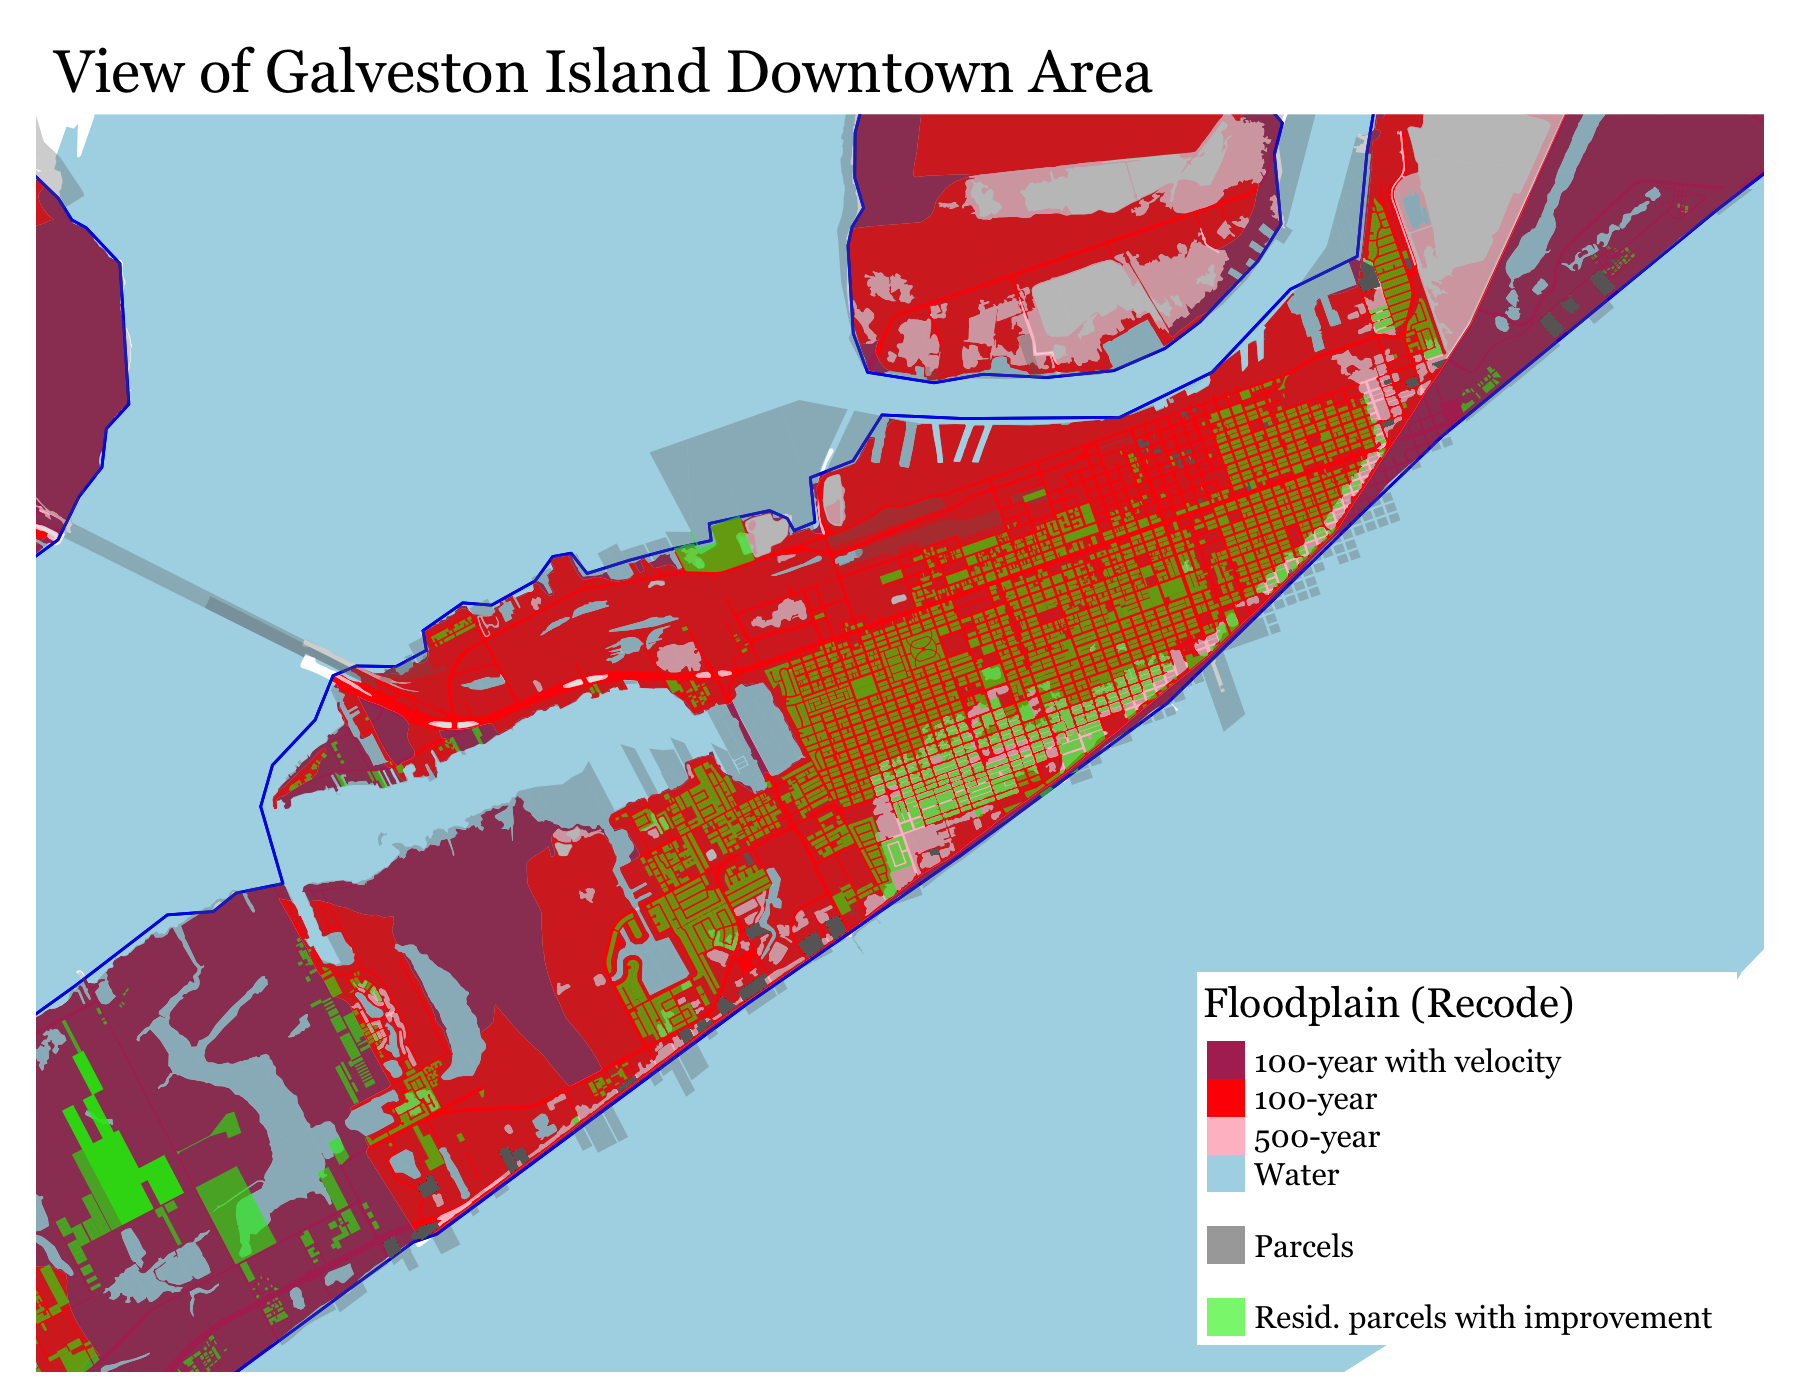 View of Galveston Island Downtown Area
Floodplain (Recode)
100-year with velocity
100-year
500-year
Water
Parcels
Resid. parcels with improvement